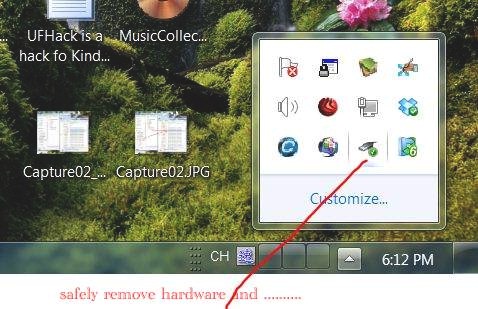 UFHack is a
hack fo Kind...
MusicCollec...
Capture02_...
Capture02.JPG
Customize...
CH
6:12 PM
safely remove hardware and ..........